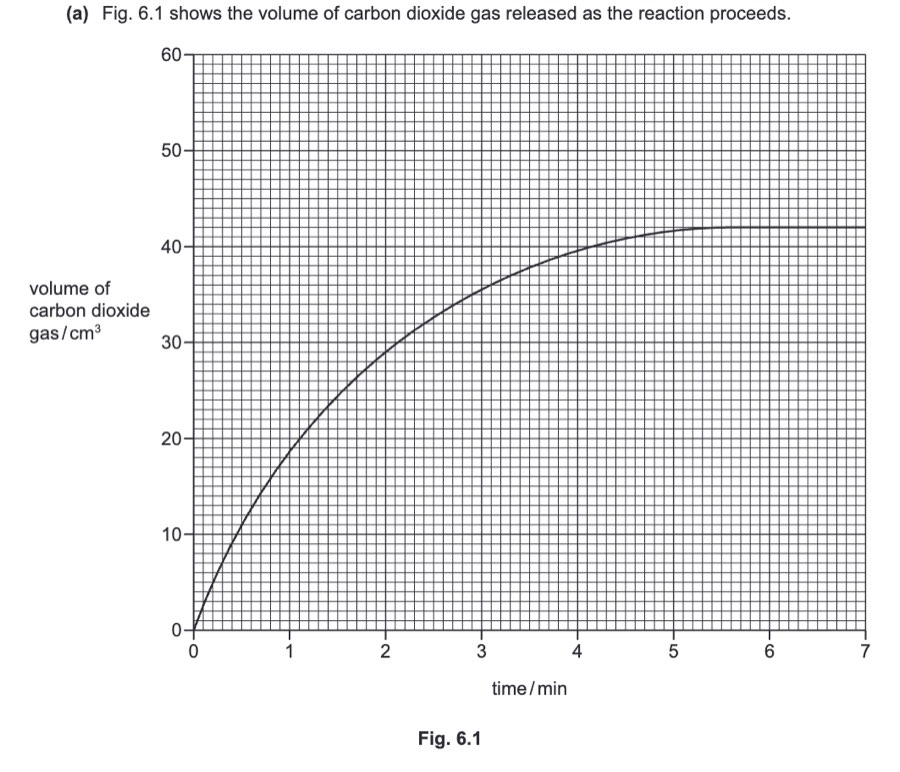 (a) Fig. 6.1 shows the volume of carbon dioxide gas released as the reaction proceeds.
60
50
40
volume of
carbon dioxide
gas / cm³
30
20
10
0
0 1 2 3 4 5 6 7
time / min
Fig. 6.1